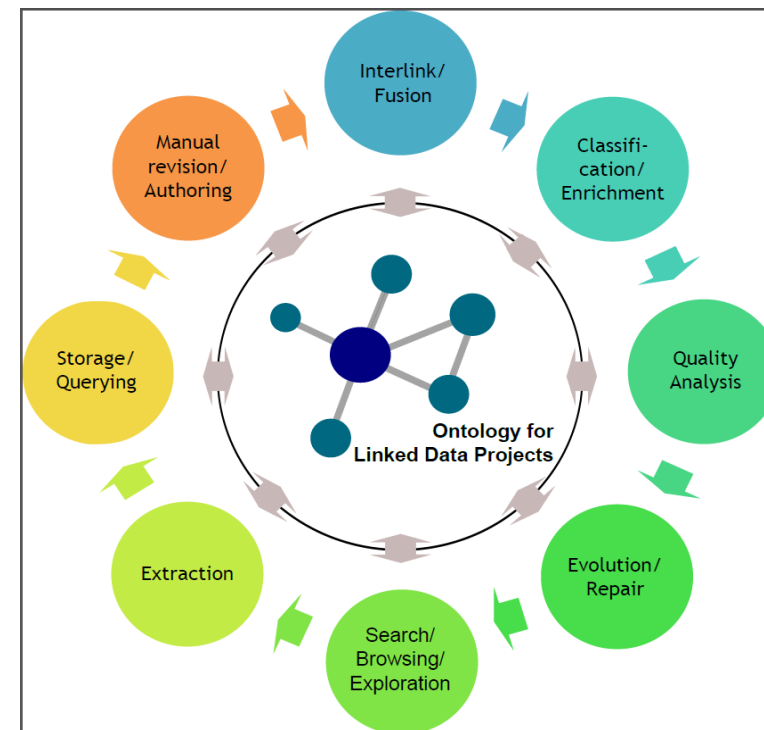 Interlink/
Fusion
Classifi-
cation/
Enrichment
Quality
Analysis
Evolution/
Repair
Search/
Browsing/
Exploration
Extraction
Storage/
Querying
Manual
revision/
Authoring
Ontology for
Linked Data Projects